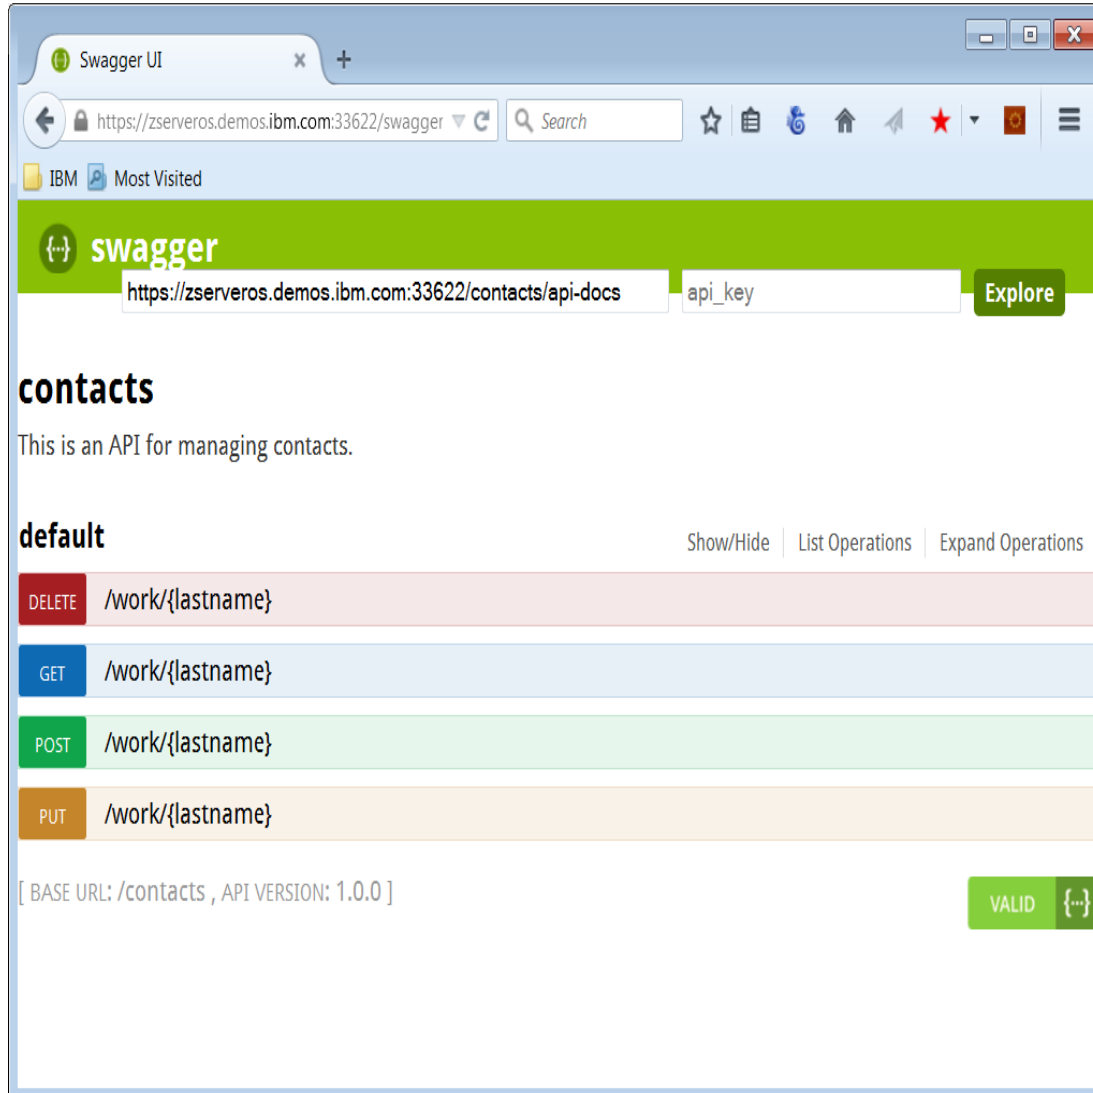 Swagger UI
https://zserveros.demos.ibm.com:33622/swagger
Search
IBM Most Visited
swagger
https://zserveros.demos.ibm.com:33622/contacts/api-docs api_key Explore
contacts
This is an API for managing contacts.
default Show/Hide List Operations Expand Operations
DELETE /work/{lastname}
GET /work/{lastname}
POST /work/{lastname}
PUT /work/{lastname}
[ BASE URL: /contacts , API VERSION: 1.0.0 ]
VALID {...}